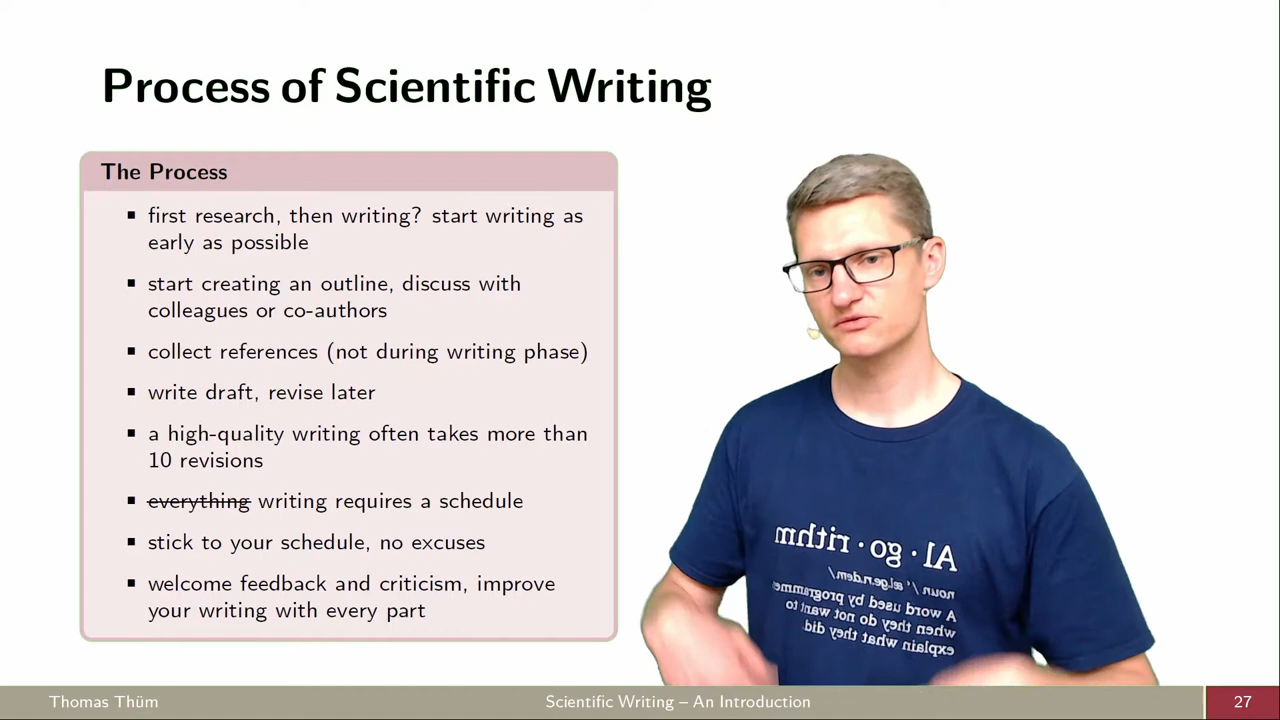 Process of Scientific Writing
The Process
▪ first research, then writing? start writing as
early as possible
▪ start creating an outline, discuss with
colleagues or co-authors
▪ collect references (not during writing phase)
▪ write draft, revise later
▪ a high-quality writing often takes more than
10 revisions
▪ everything writing requires a schedule
▪ stick to your schedule, no excuses
▪ welcome feedback and criticism, improve
your writing with every part
Al·go·rithm
noun
A word used by programme
when they do not want to
explain what they did.
Thomas Thüm
Scientific Writing – An Introduction
27